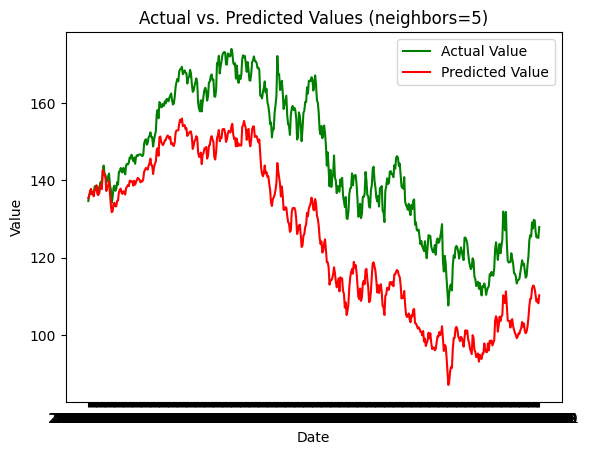 Actual vs. Predicted Values (neighbors=5)
Actual Value
Predicted Value
160
140
120
100
Value
Date